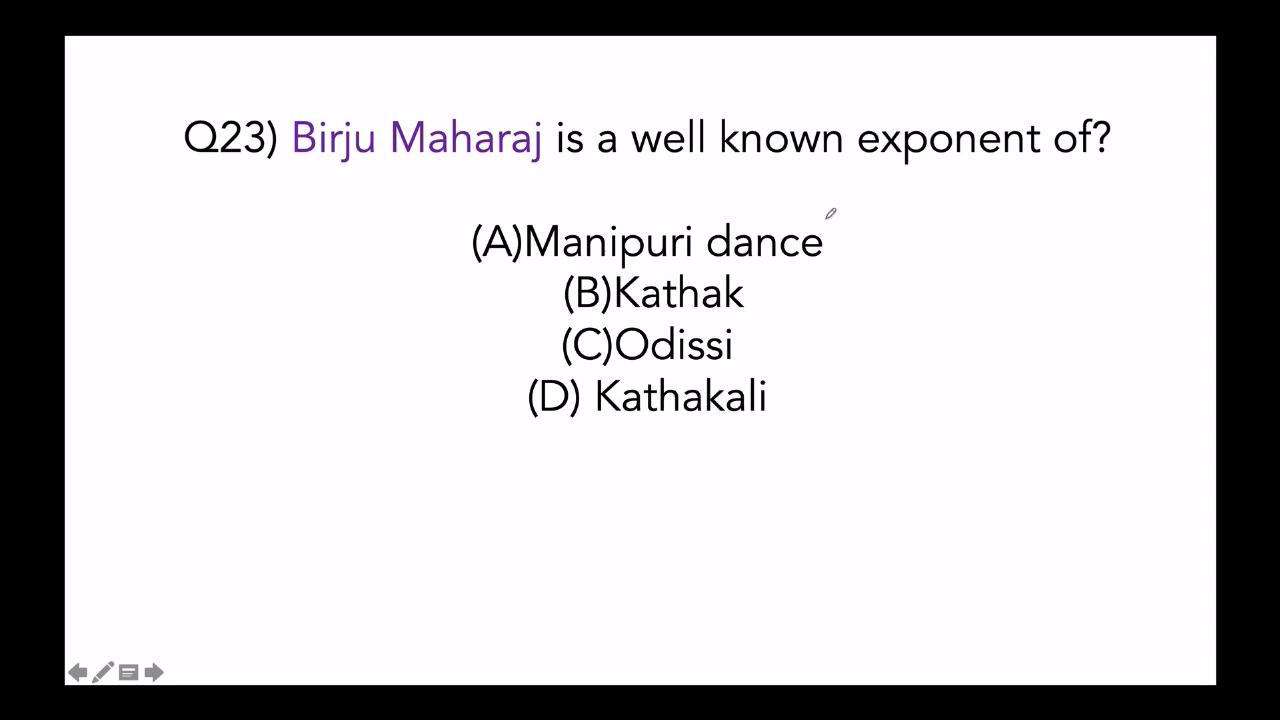 Q23) Birju Maharaj is a well known exponent of?
(A)Manipuri dance
(B)Kathak
(C)Odissi
(D) Kathakali